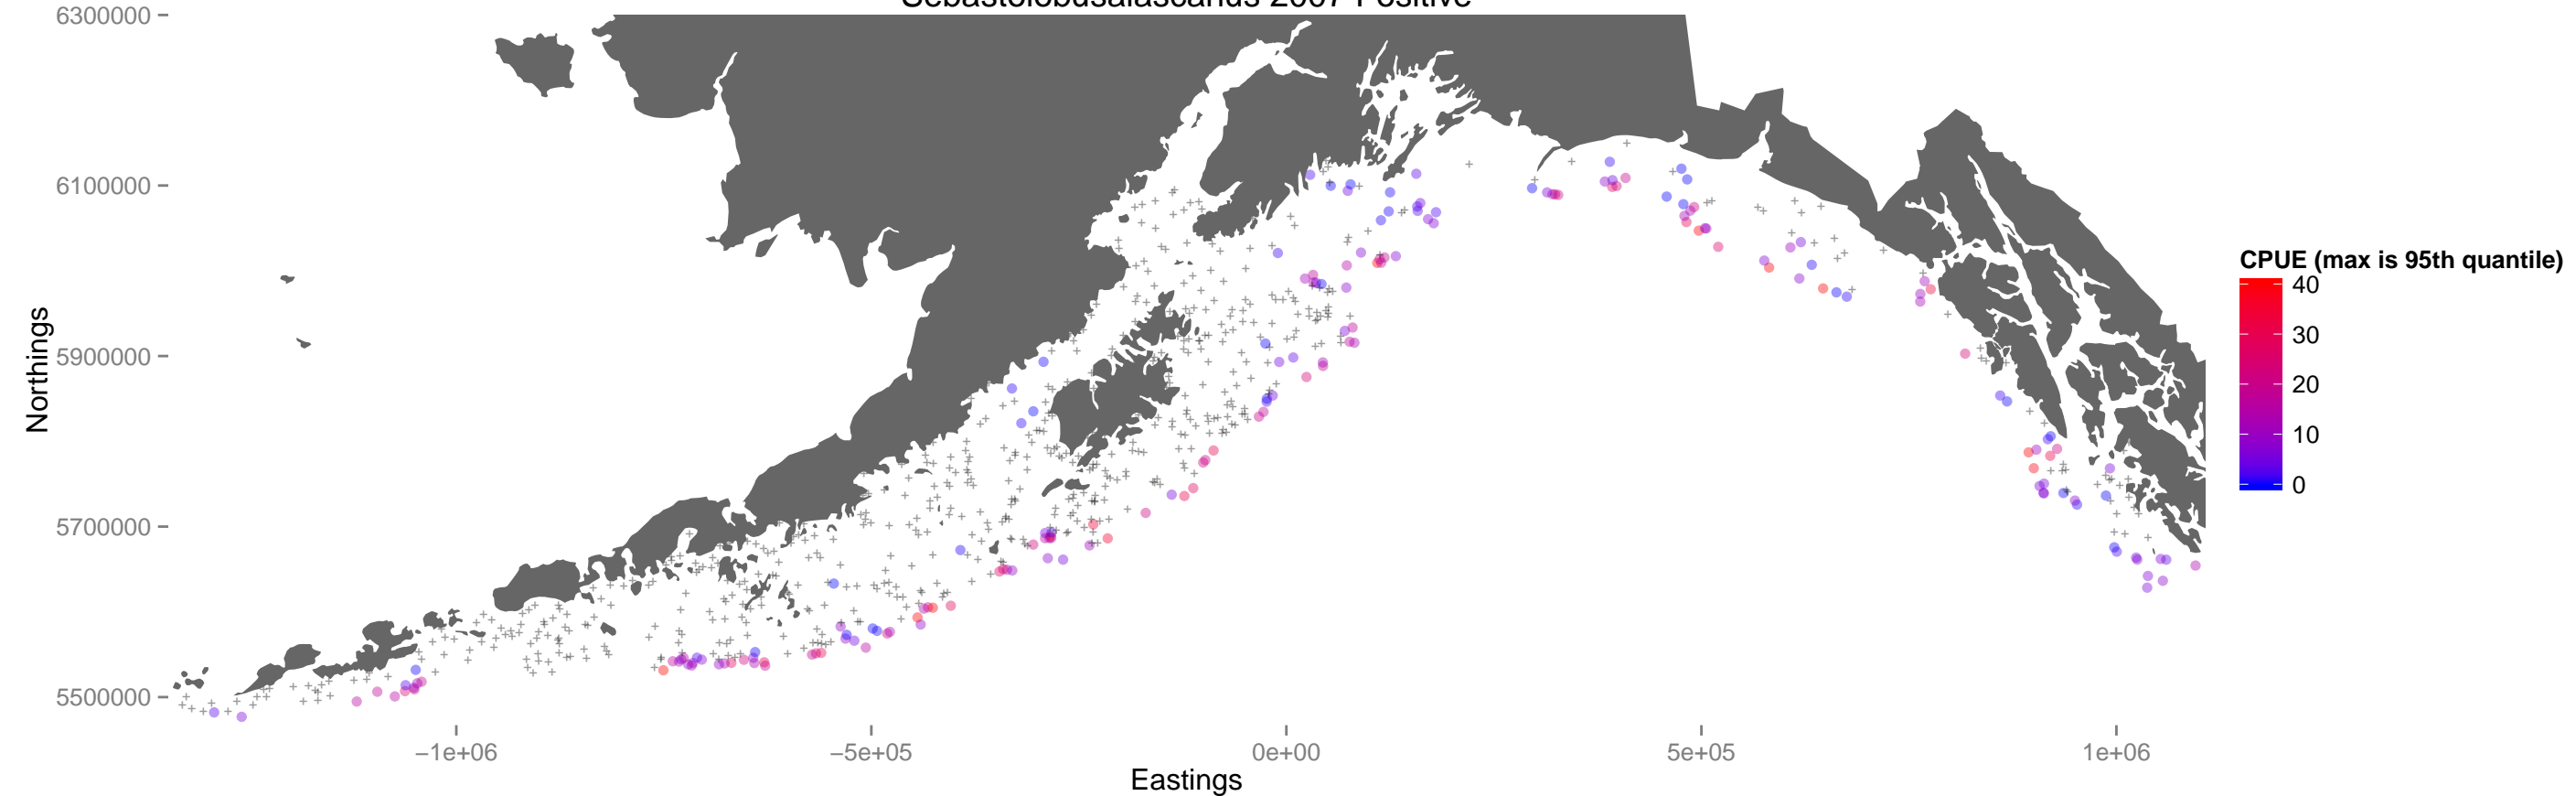 Sebastolobusalascanus 2007 Positive
6300000
6100000
5900000
5700000
5500000
Northings
−1e+06
−5e+05
0e+00
5e+05
1e+06
Eastings
CPUE (max is 95th quantile)
40
30
20
10
0